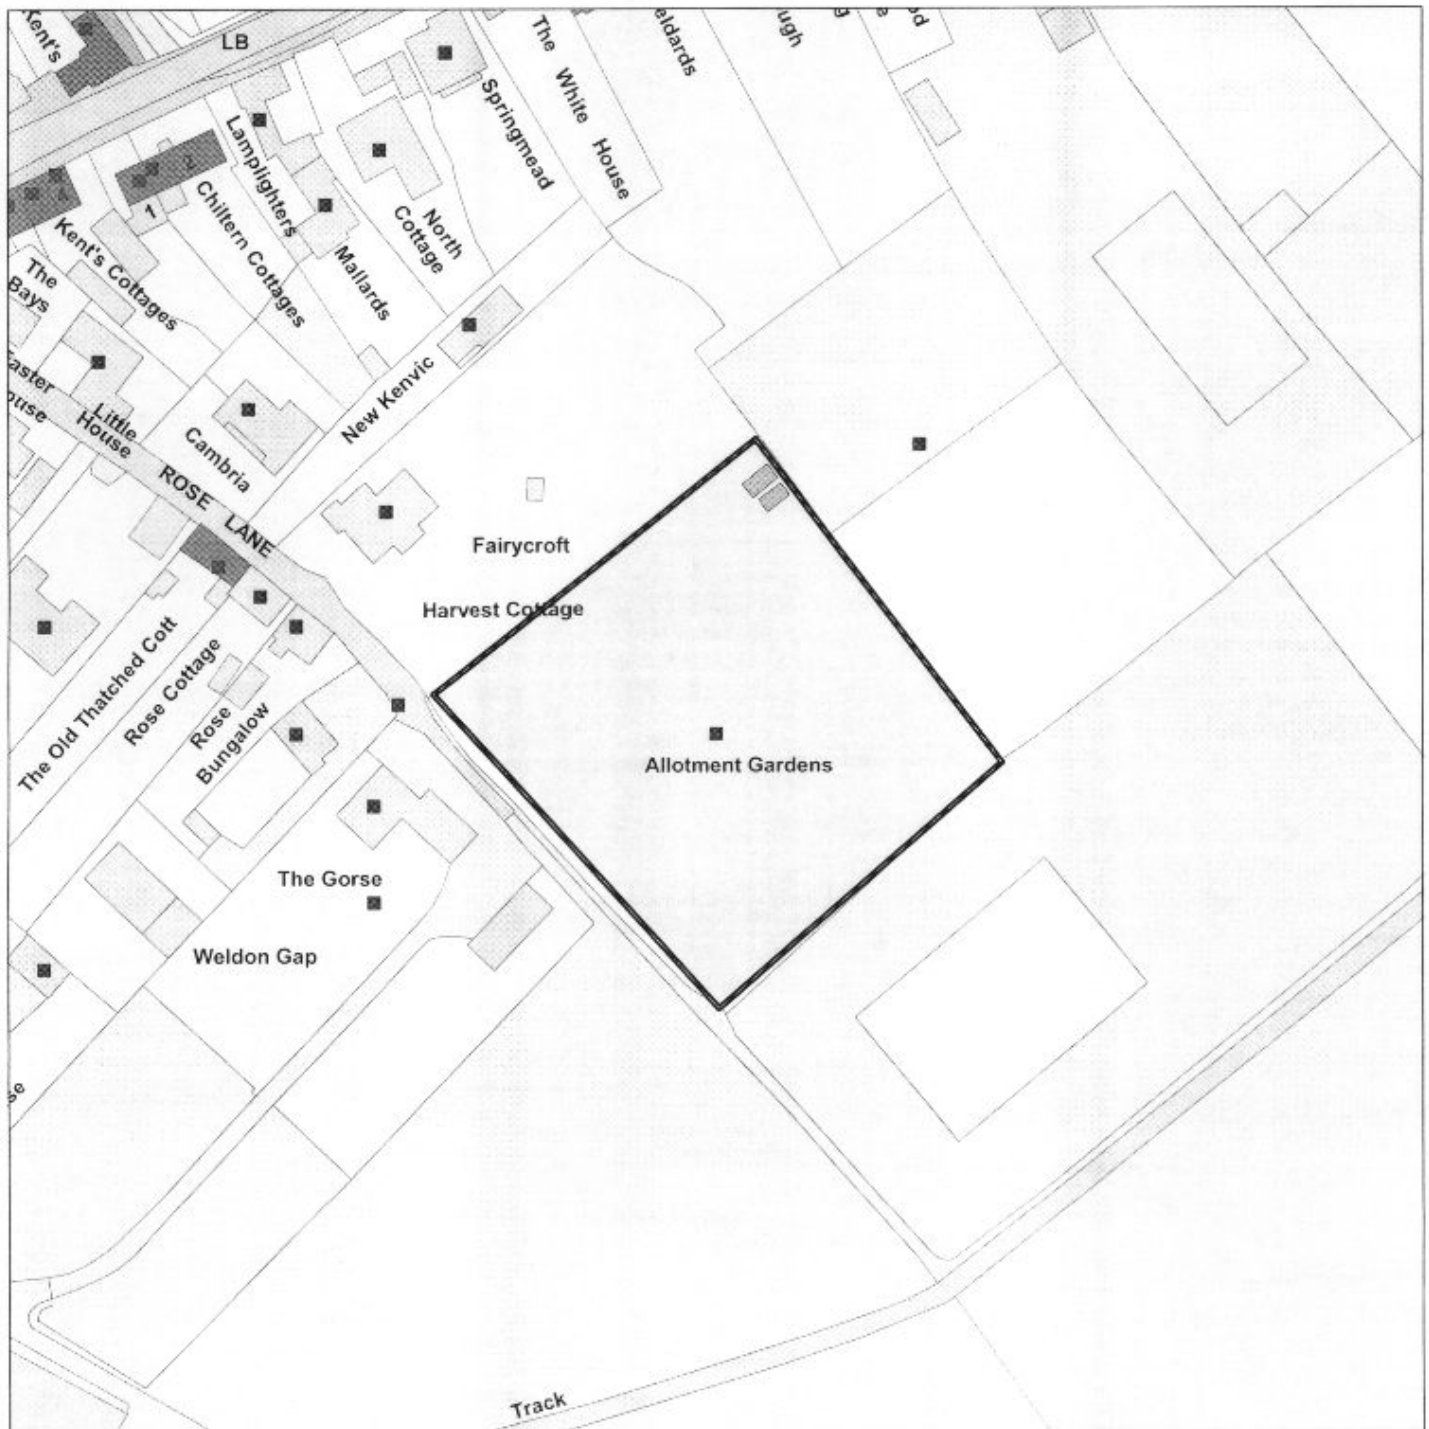 Kent's
LB
The White House
Springmead
Lamplighters
2
1
Chiltern Cottages
North
Cottage
Mallards
Kent's Cottages
The
Bays
New Kenvic
Little
House
Cambria
ROSE LANE
Fairycroft
Harvest Cottage
The Old Thatched Cott
Rose Cottage
Rose
Bungalow
Allotment Gardens
The Gorse
Weldon Gap
Track